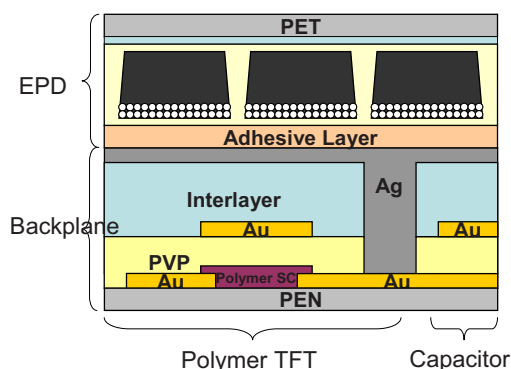 PET
EPD
Adhesive Layer
Ag
Interlayer
Backplane
Au
Au
PVP
Polymer SC
Au
Au
PEN
Polymer TFT
Capacitor